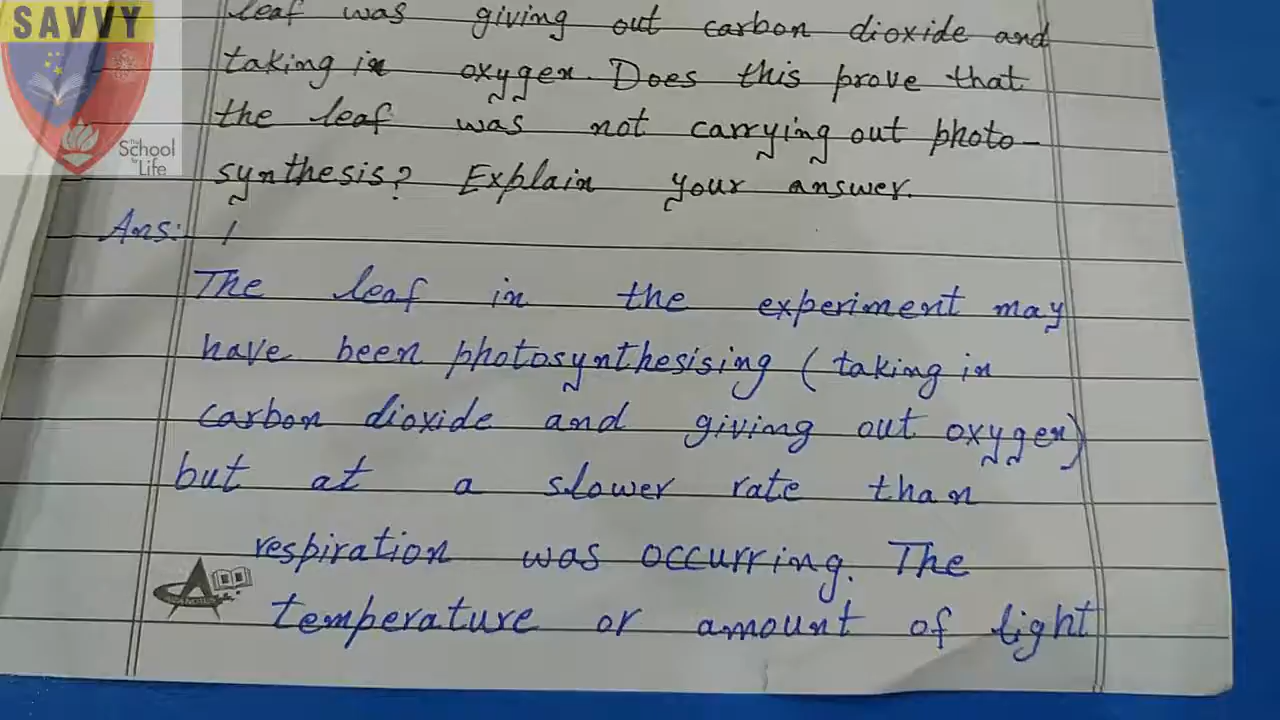 SAVVY
The School
for Life
leaf was giving out carbon dioxide and
taking in oxygen. Does this prove that
the leaf was not carrying out photo-
synthesis? Explain your answer.
Ans:
The leaf in the experiment may
have been photosynthesising (taking in
carbon dioxide and giving out oxygen)
but at a slower rate than
respiration was occurring. The
temperature or amount of light